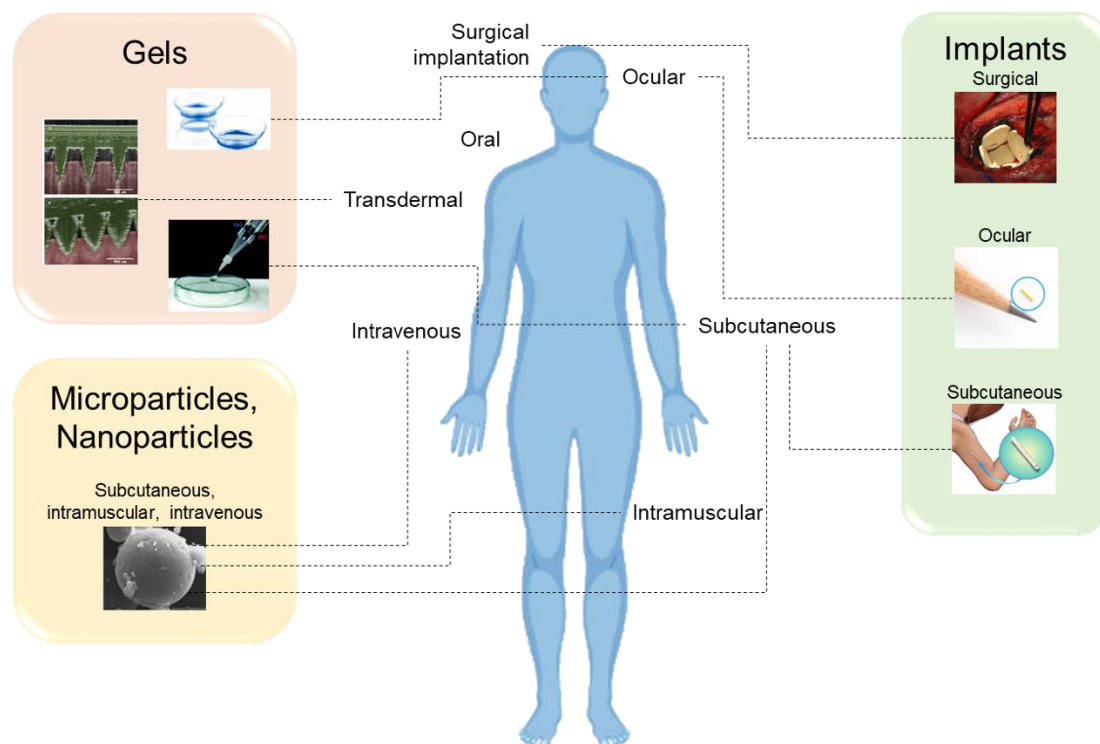 Gels
Surgical
implantation
Ocular
Oral
Transdermal
Intravenous
Subcutaneous
Intramuscular
Microparticles,
Nanoparticles
Subcutaneous,
intramuscular, intravenous
Implants
Surgical
Ocular
Subcutaneous
(a)
(b)